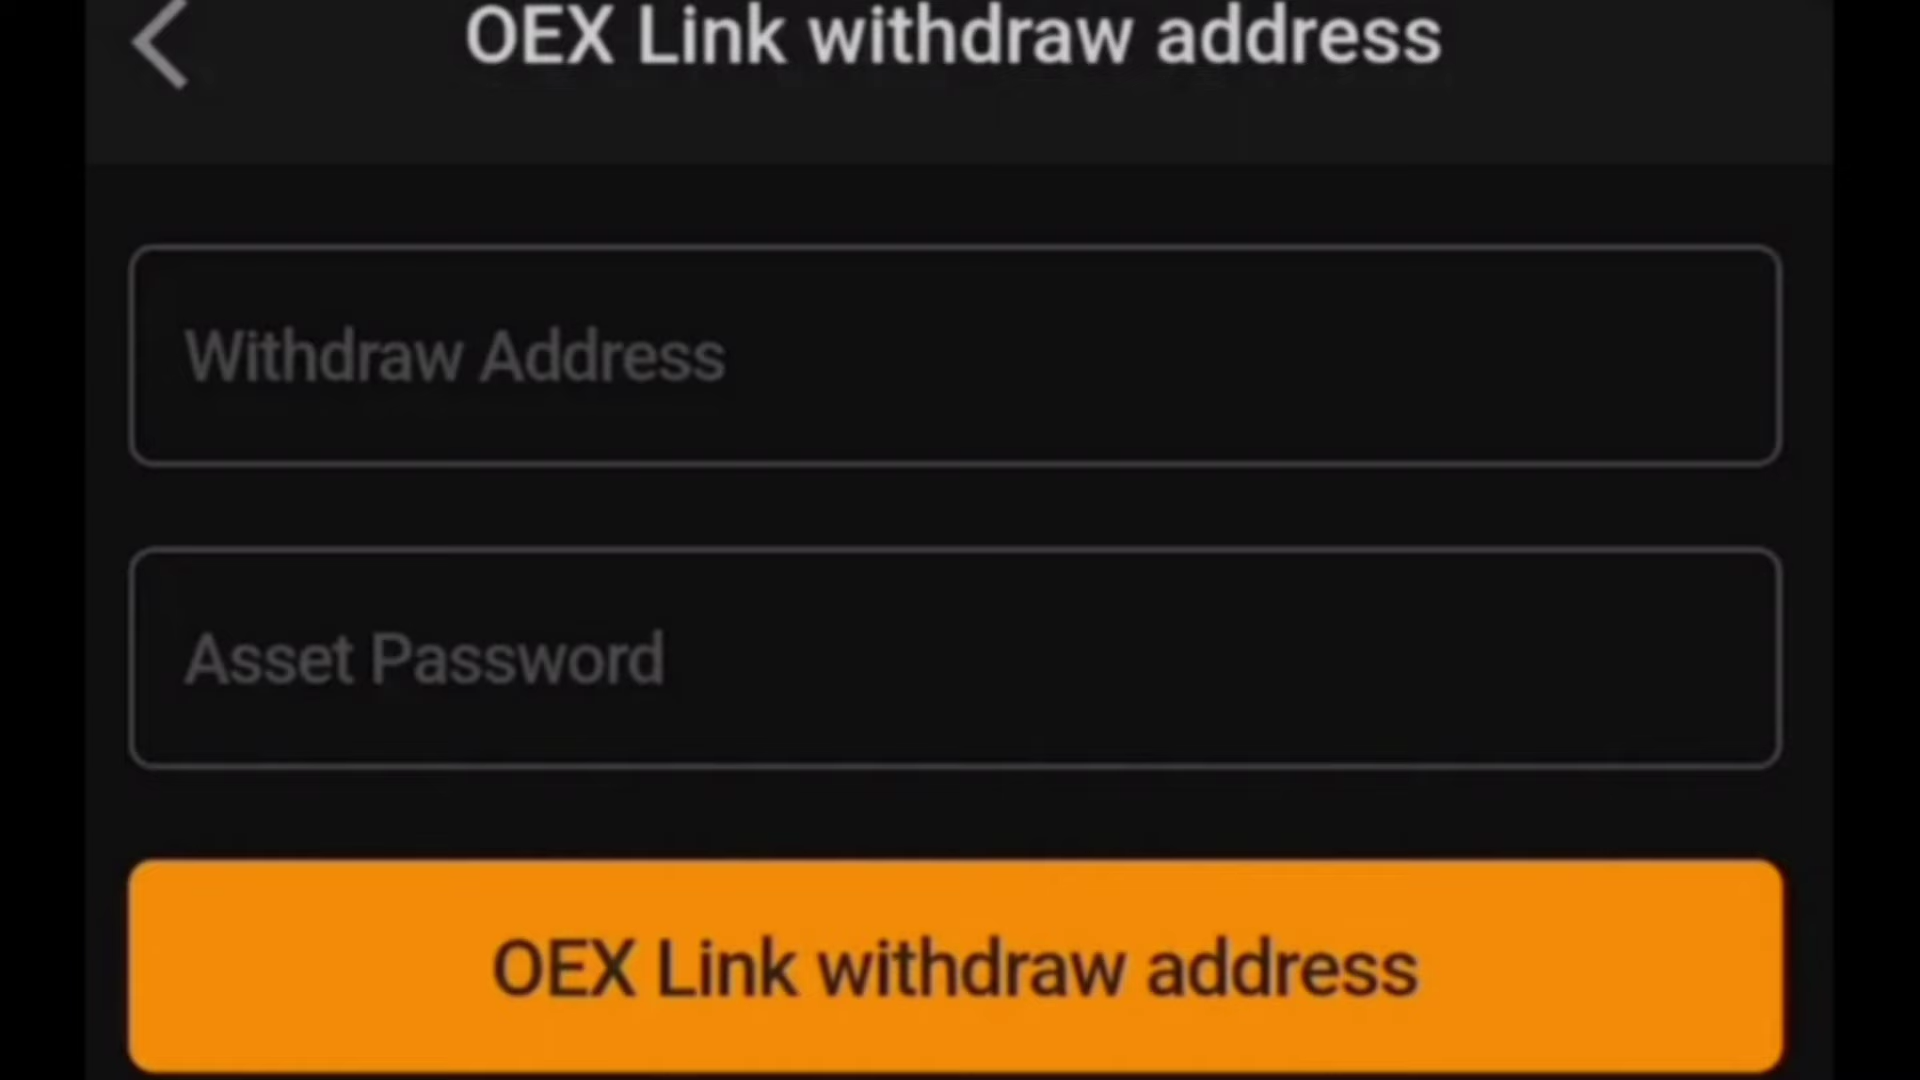 OEX Link withdraw address
Withdraw Address
Asset Password
OEX Link withdraw address